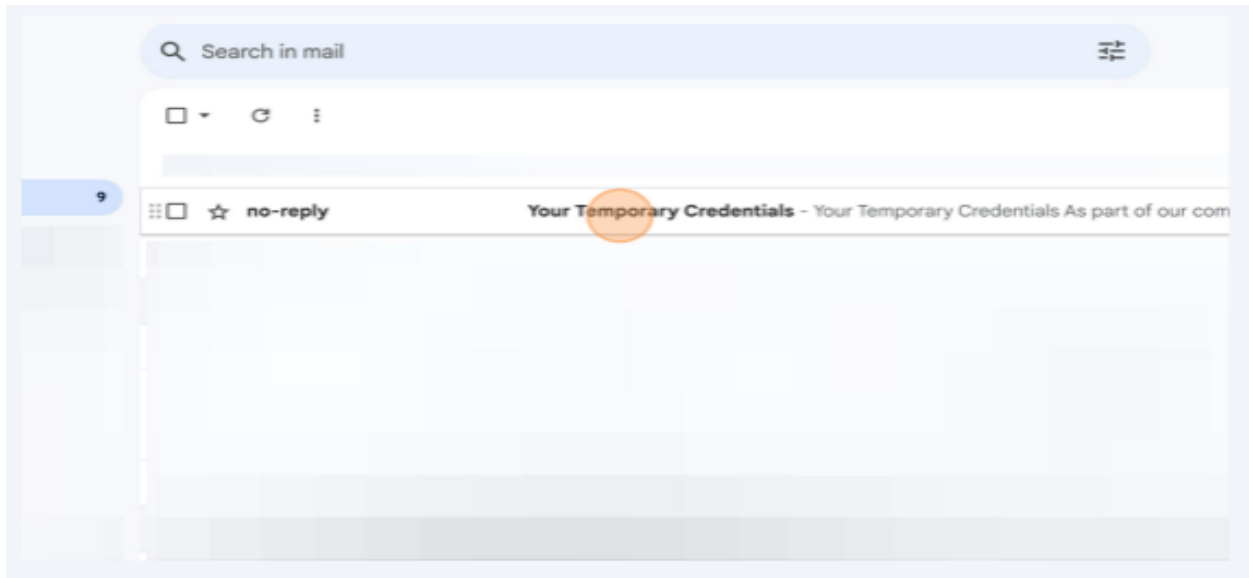 Search in mail
9
no-reply Your Temporary Credentials - Your Temporary Credentials As part of our com